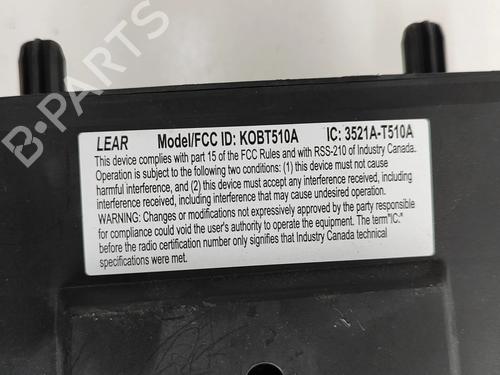 B-PARTS
LEAR Model/FCC ID: KOBT510A IC: 3521A-T510A
This device complies with part 15 of the FCC Rules and with RSS-210 of Industry Canada.
Operation is subject to the following two conditions: (1) this device must not cause
harmful interference, and (2) this device must accept any interference received, including
interference received, including interference that may cause undesired operation.
WARNING: Changes or modifications not expressively approved by the party responsible
for compliance could void the user's authority to operate the equipment. The term"IC:"
before the radio certification number only signifies that Industry Canada technical
specifications were met.